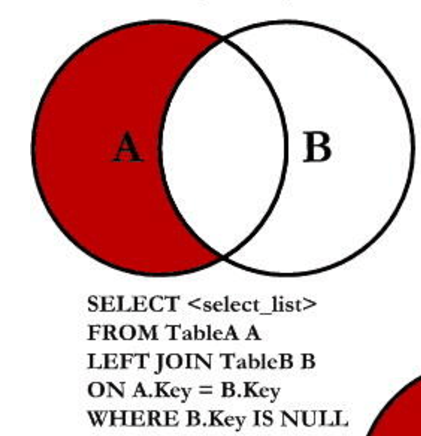 A B
SELECT <select_list>
FROM TableA A
LEFT JOIN TableB B
ON A.Key = B.Key
WHERE B.Key IS NULL